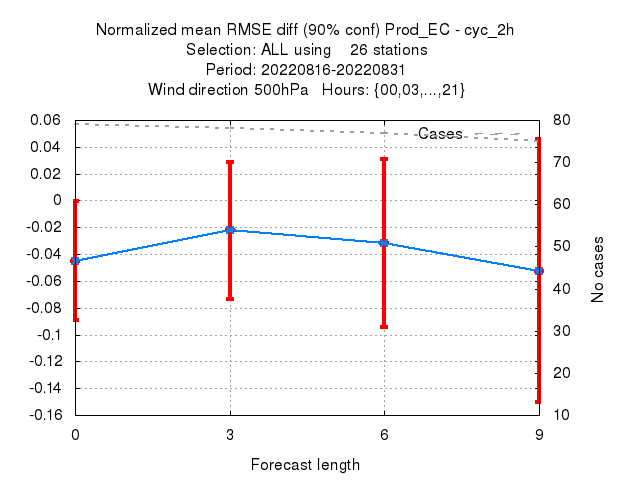 Normalized mean RMSE diff (90% conf) Prod_EC - cyc_2h
Selection: ALL using    26 stations
Period: 20220816-20220831
Wind direction 500hPa   Hours: {00,03,...,21}
0.06
0.04
0.02
0
-0.02
-0.04
-0.06
-0.08
-0.1
-0.12
-0.14
-0.16
Cases
80
70
60
50
40
30
20
10
No cases
0 3 6 9
Forecast length